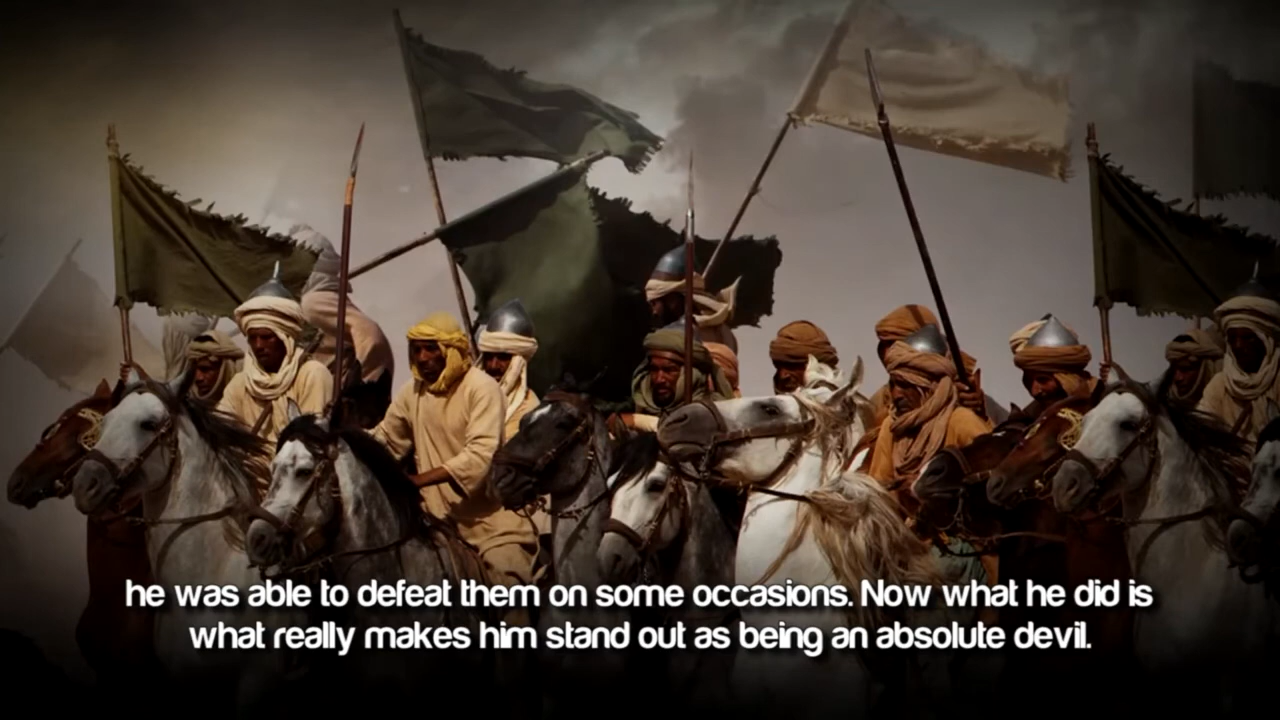 he was able to defeat them on some occasions. Now what he did is
what really makes him stand out as being an absolute devil.